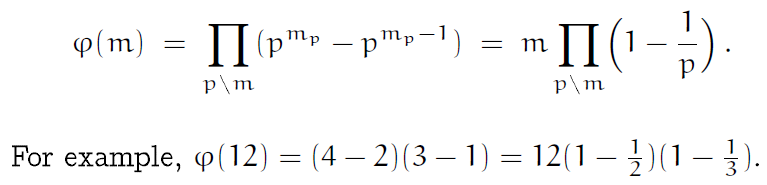 φ(m) = ∏_{p\m} (p^{m_p} − p^{m_p−1}) = m ∏_{p\m} (1 − 1/p).
For example, φ(12) = (4 − 2)(3 − 1) = 12(1 − 1/2)(1 − 1/3).